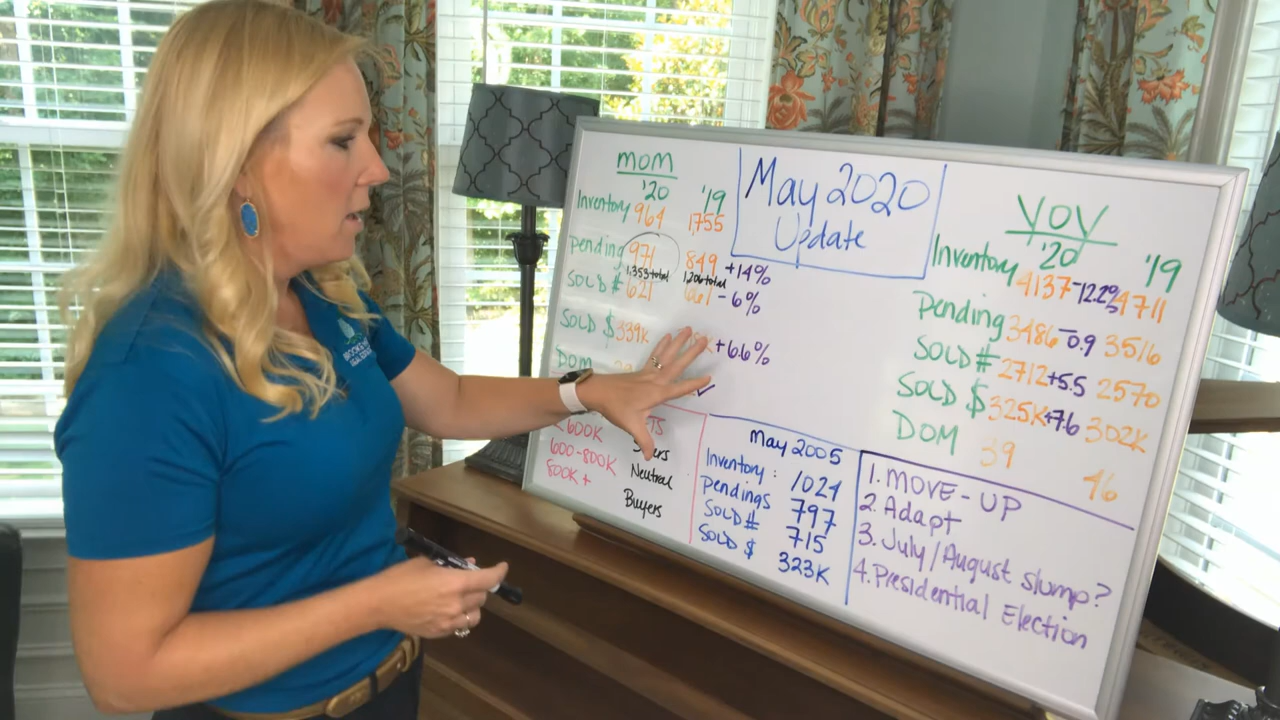 MOM
'20 '19
Inventory 964 1755
Pending 971 849 +14%
1,353 total 1,206 total
SOLD # 621 661 -6%
SOLD $ 339K +6.6%
DOM
600K
600-800K Neutral
800K + Buyers
May 2020
Update
May 2005
Inventory: 1024
Pendings 797
SOLD# 715
SOLD $ 323K
YOY
'20 '19
Inventory 4137 -12.2% 4711
Pending 3486 -0.9 3516
SOLD# 2712 +5.5 2570
SOLD $ 325K +7.6 302K
DOM 39 46
1. MOVE-UP
2. Adapt
3. July/August slump?
4. Presidential Election